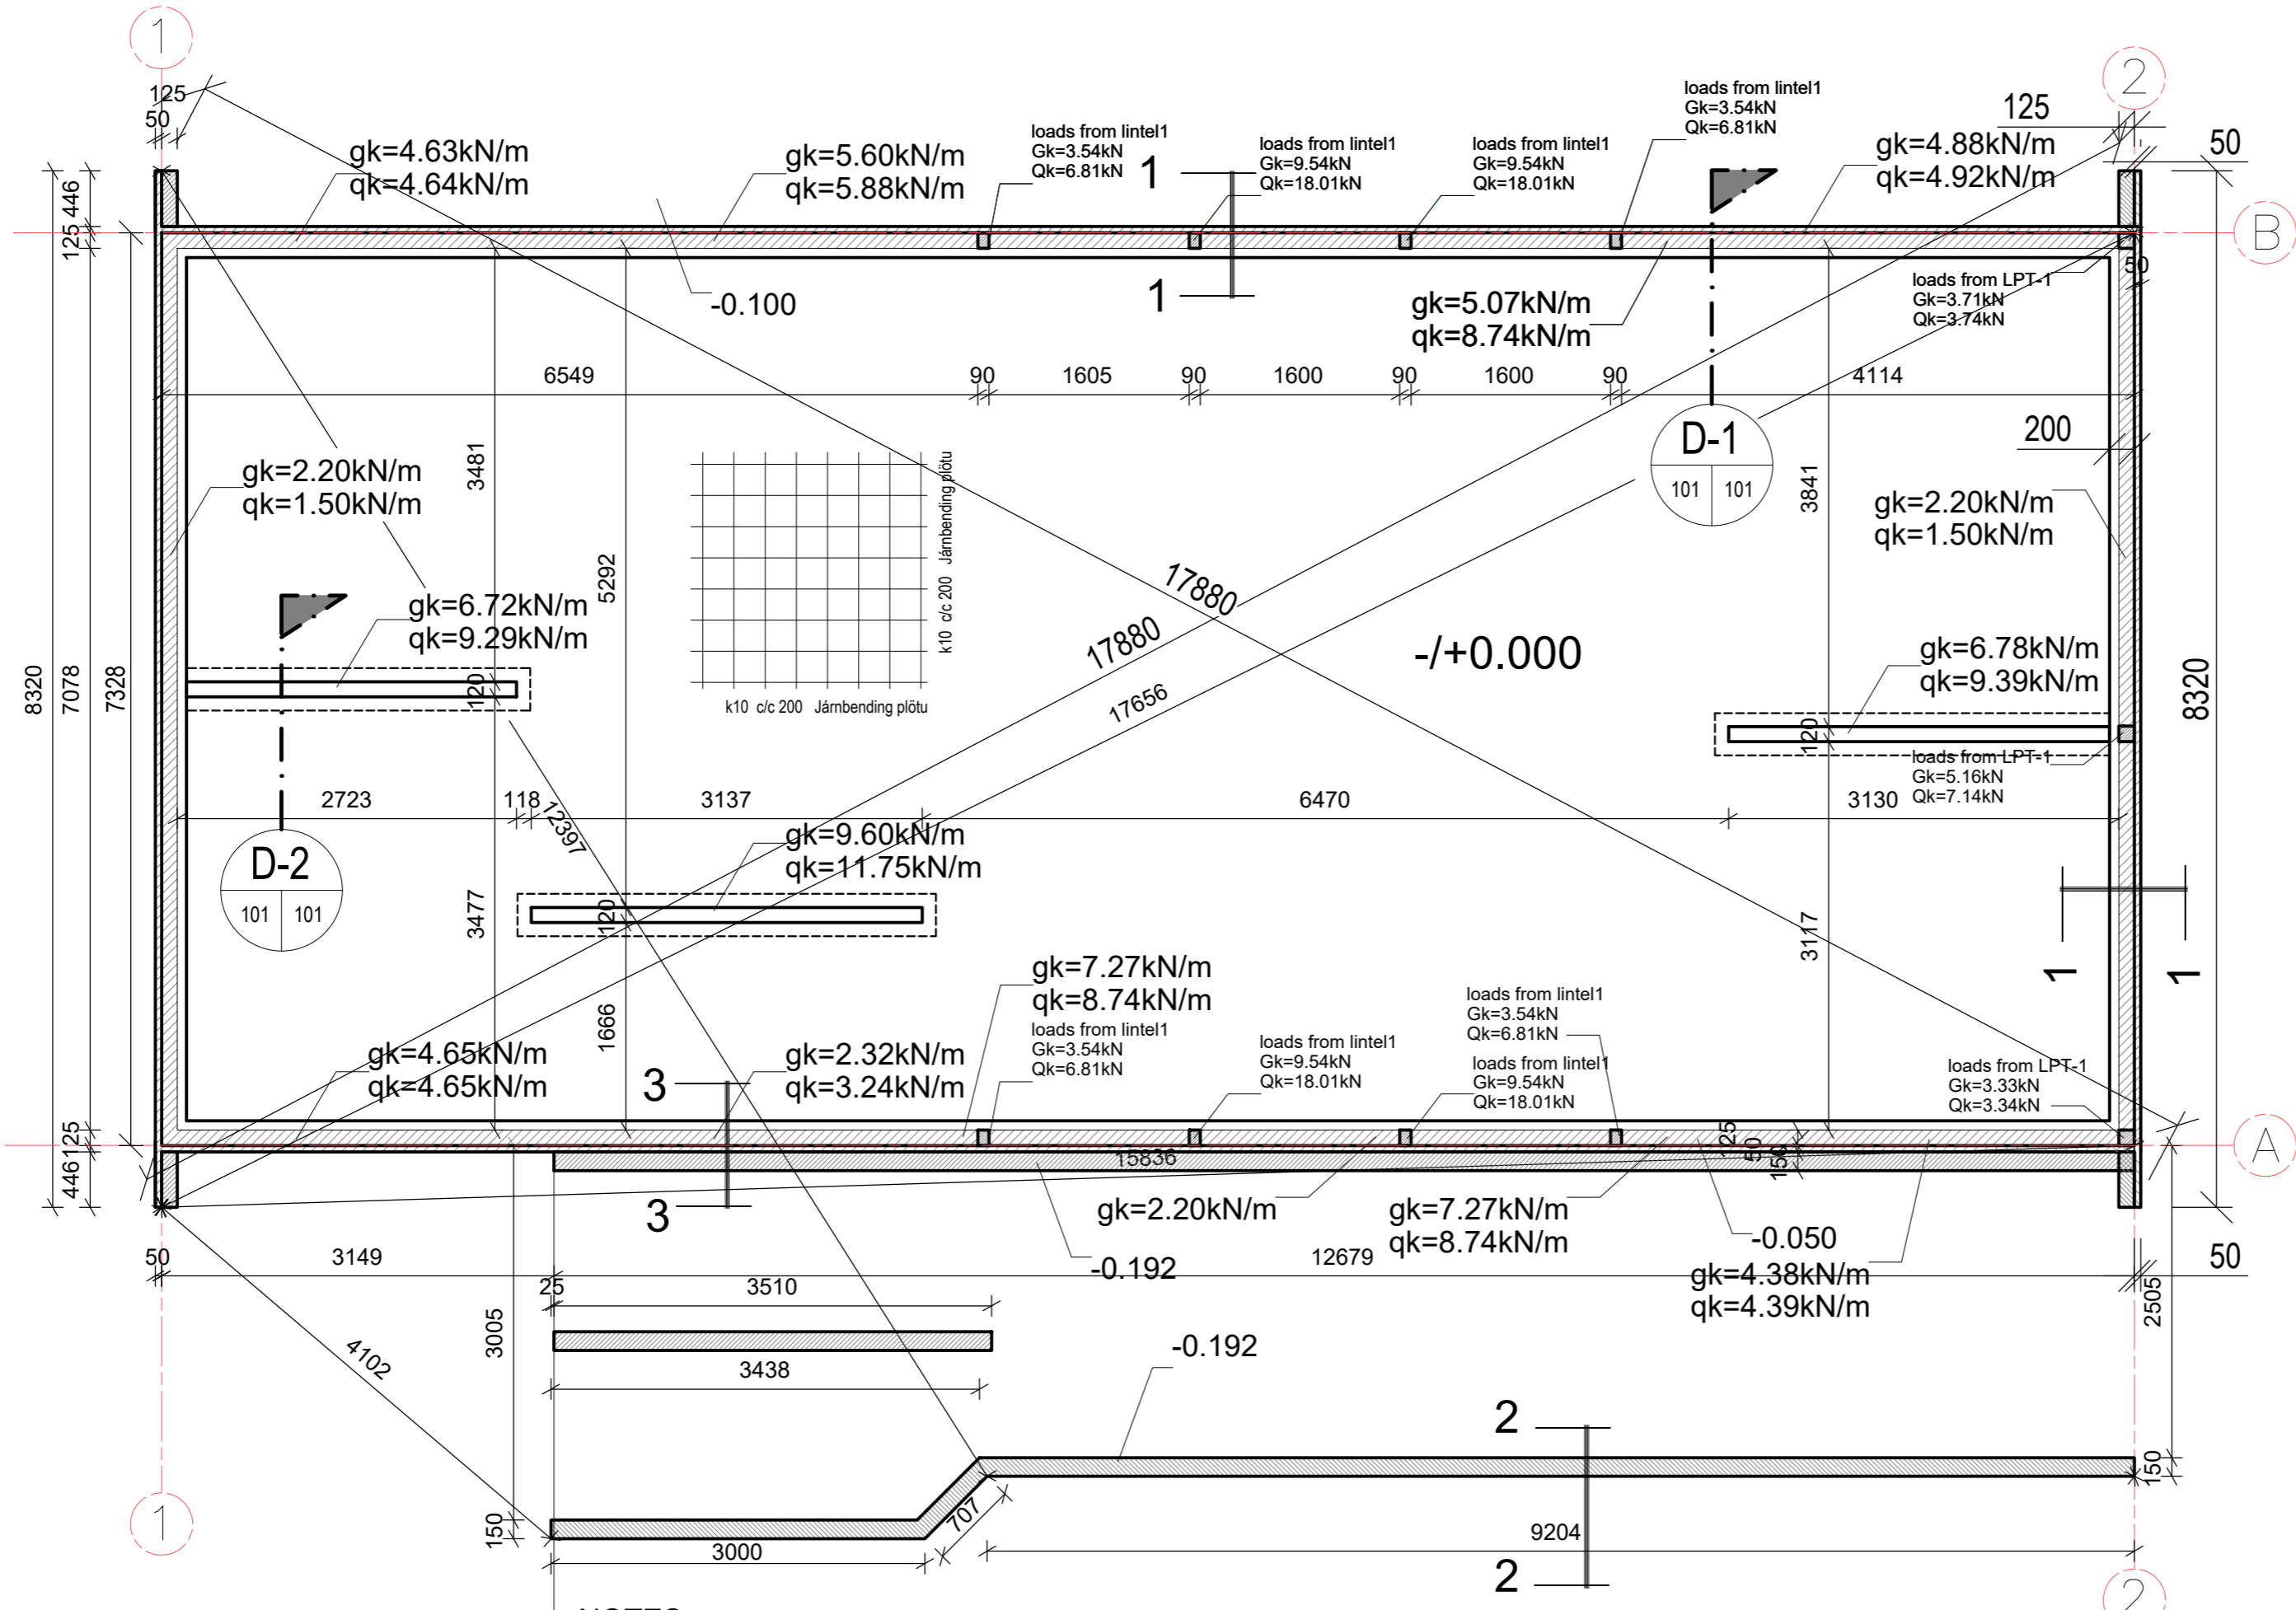 1
2
125
50
loads from lintel1
Gk=3.54kN
Qk=6.81kN
125
50
gk=4.63kN/m
qk=4.64kN/m
gk=5.60kN/m
qk=5.88kN/m
loads from lintel1
Gk=3.54kN
Qk=6.81kN
1
loads from lintel1
Gk=9.54kN
Qk=18.01kN
loads from lintel1
Gk=9.54kN
Qk=18.01kN
gk=4.88kN/m
qk=4.92kN/m
446
125
B
-0.100
1
gk=5.07kN/m
qk=8.74kN/m
50
loads from LPT-1
Gk=3.71kN
Qk=3.74kN
6549
90
1605
90
1600
90
1600
90
4114
200
D-1
101
101
gk=2.20kN/m
qk=1.50kN/m
3481
k10 c/c 200 Járnbending plötu
3841
gk=2.20kN/m
qk=1.50kN/m
5292
17880
17880
17656
gk=6.72kN/m
qk=9.29kN/m
-/+0.000
gk=6.78kN/m
qk=9.39kN/m
8320
7078
7328
120
k10 c/c 200 Járnbending plötu
120
8320
loads from LPT-1
Gk=5.16kN
Qk=7.14kN
2723
118
3137
6470
3130
12397
gk=9.60kN/m
qk=11.75kN/m
D-2
101
101
3477
120
3117
1
1
gk=7.27kN/m
qk=8.74kN/m
loads from lintel1
Gk=3.54kN
Qk=6.81kN
loads from lintel1
Gk=9.54kN
Qk=18.01kN
loads from lintel1
Gk=3.54kN
Qk=6.81kN
loads from lintel1
Gk=9.54kN
Qk=18.01kN
loads from LPT-1
Gk=3.33kN
Qk=3.34kN
1666
gk=4.65kN/m
qk=4.65kN/m
gk=2.32kN/m
qk=3.24kN/m
3
125
446
15836
125
50
150
A
3
gk=2.20kN/m
gk=7.27kN/m
qk=8.74kN/m
-0.050
-0.192
50
3149
12679
50
gk=4.38kN/m
qk=4.39kN/m
25
3510
2505
3005
4102
3438
-0.192
2
150
1
150
707
3000
9204
2
2